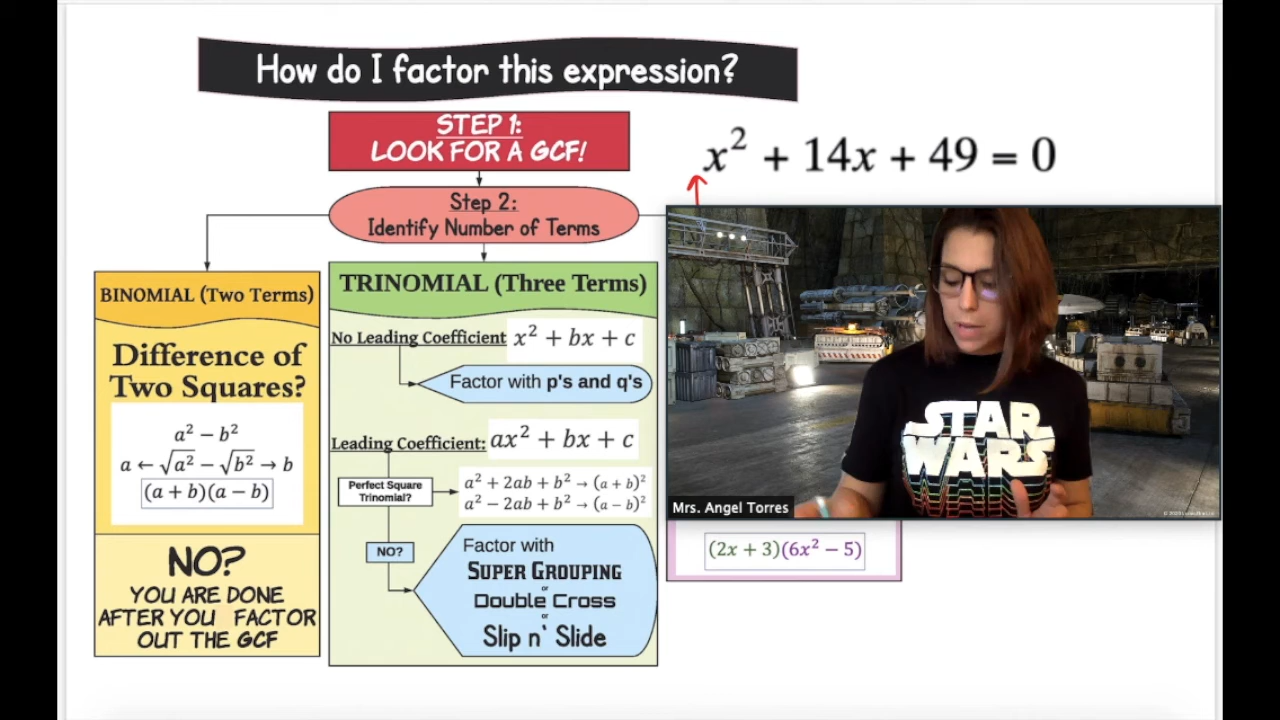 How do I factor this expression?
STEP 1:
LOOK FOR A GCF!
x² + 14x + 49 = 0
Step 2:
Identify Number of Terms
BINOMIAL (Two Terms)
Difference of
Two Squares?
a² − b²
a ← √a² − √b² → b
(a + b)(a − b)
NO?
YOU ARE DONE
AFTER YOU FACTOR
OUT THE GCF
TRINOMIAL (Three Terms)
No Leading Coefficient x² + bx + c
Factor with p's and q's
Leading Coefficient: ax² + bx + c
Perfect Square
Trinomial?
a² + 2ab + b² → (a + b)²
a² − 2ab + b² → (a − b)²
NO?
Factor with
SUPER GROUPING
or
Double Cross
or
Slip n' Slide
STAR
WARS
Mrs. Angel Torres
(2x + 3)(6x² − 5)